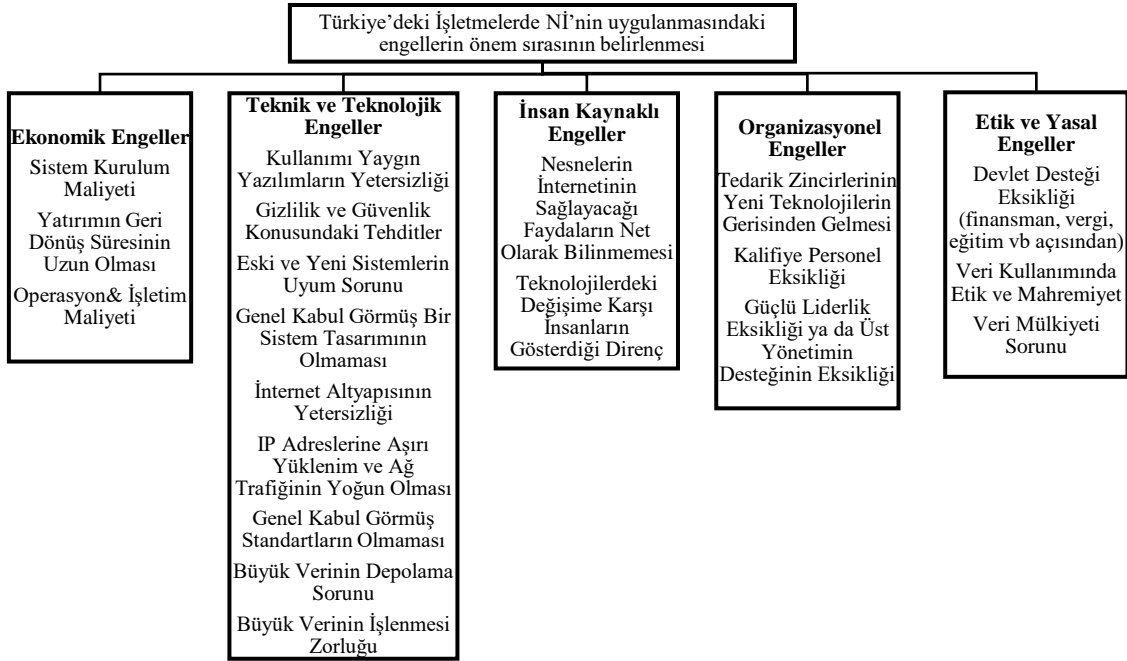 Türkiye'deki İşletmelerde Nİ'nin uygulanmasındaki
engellerin önem sırasının belirlenmesi
Ekonomik Engeller
Sistem Kurulum
Maliyeti
Yatırımın Geri
Dönüş Süresinin
Uzun Olması
Operasyon& İşletim
Maliyeti
Teknik ve Teknolojik
Engeller
Kullanımı Yaygın
Yazılımların Yetersizliği
Gizlilik ve Güvenlik
Konusundaki Tehditler
Eski ve Yeni Sistemlerin
Uyum Sorunu
Genel Kabul Görmüş Bir
Sistem Tasarımının
Olmaması
İnternet Altyapısının
Yetersizliği
IP Adreslerine Aşırı
Yüklenim ve Ağ
Trafiğinin Yoğun Olması
Genel Kabul Görmüş
Standartların Olmaması
Büyük Verinin Depolama
Sorunu
Büyük Verinin İşlenmesi
Zorluğu
İnsan Kaynaklı
Engeller
Nesnelerin
İnternetinin
Sağlayacağı
Faydaların Net
Olarak Bilinmemesi
Teknolojilerdeki
Değişime Karşı
İnsanların
Gösterdiği Direnç
Organizasyonel
Engeller
Tedarik Zincirlerinin
Yeni Teknolojilerin
Gerisinden Gelmesi
Kalifiye Personel
Eksikliği
Güçlü Liderlik
Eksikliği ya da Üst
Yönetimin
Desteğinin Eksikliği
Etik ve Yasal
Engeller
Devlet Desteği
Eksikliği
(finansman, vergi,
eğitim vb açısından)
Veri Kullanımında
Etik ve Mahremiyet
Veri Mülkiyeti
Sorunu